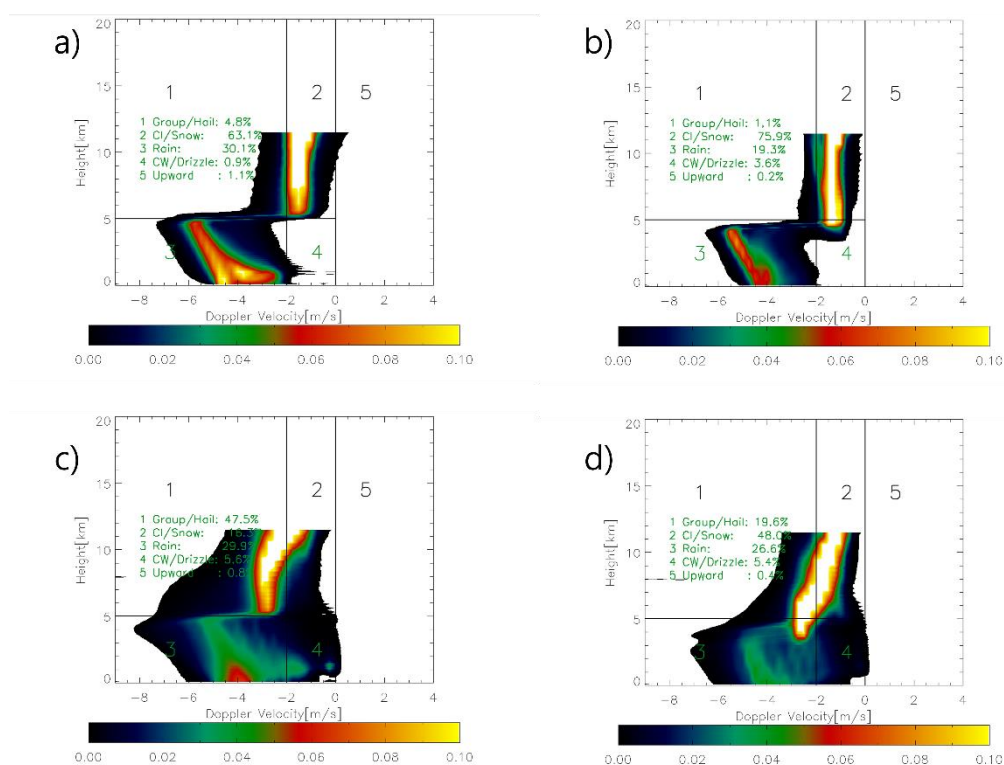 a)
20
15
10
5
0
Height[km]
1 2 5
1 Group/Hail: 4.8%
2 CI/Snow: 63.1%
3 Rain: 30.1%
4 CW/Drizzle: 0.9%
5 Upward : 1.1%
3 4
-8 -6 -4 -2 0 2 4
Doppler Velocity[m/s]
0.00 0.02 0.04 0.06 0.08 0.10
b)
20
15
10
5
0
Height[km]
1 2 5
1 Group/Hail: 1.1%
2 CI/Snow: 75.9%
3 Rain: 19.3%
4 CW/Drizzle: 3.6%
5 Upward : 0.2%
3 4
-8 -6 -4 -2 0 2 4
Doppler Velocity[m/s]
0.00 0.02 0.04 0.06 0.08 0.10
c)
20
15
10
5
0
Height[km]
1 2 5
1 Group/Hail: 47.5%
2 CI/Snow:
3 Rain: 29.9%
4 CW/Drizzle: 5.6%
5 Upward : 0.8%
3 4
-8 -6 -4 -2 0 2 4
Doppler Velocity[m/s]
0.00 0.02 0.04 0.06 0.08 0.10
d)
20
15
10
5
0
Height[km]
1 2 5
1 Group/Hail: 19.6%
2 CI/Snow: 48.0%
3 Rain: 26.6%
4 CW/Drizzle: 5.4%
5 Upward : 0.4%
3 4
-8 -6 -4 -2 0 2 4
Doppler Velocity[m/s]
0.00 0.02 0.04 0.06 0.08 0.10